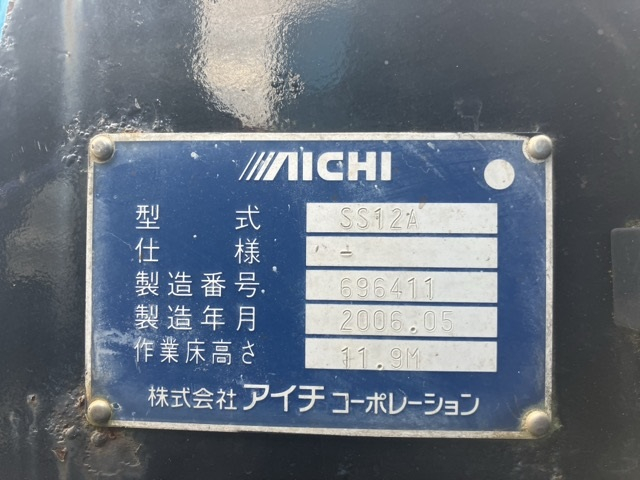 AICHI
型式 SS12A
仕様 -
製造番号 696411
製造年月 2006.05
作業床高さ 11.9M
株式会社 アイチ コーポレーション